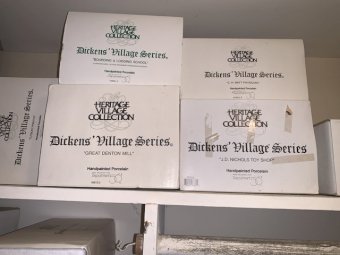 HERITAGE
VILLAGE
COLLECTION
Dickens' Village Series®
"BOARDING & LODGING SCHOOL"
HERITAGE
VILLAGE
COLLECTION
Dickens' Village Series
Handpainted Porcelain
HERITAGE
VILLAGE
COLLECTION
Dickens' Village Series®
"GREAT DENTON MILL"
Handpainted Porcelain
HERITAGE
VILLAGE
COLLECTION
Dickens' Village Series
"J.D. NICHOLS TOY SHOP"
Handpainted Porcelain
Dickens' Village Series